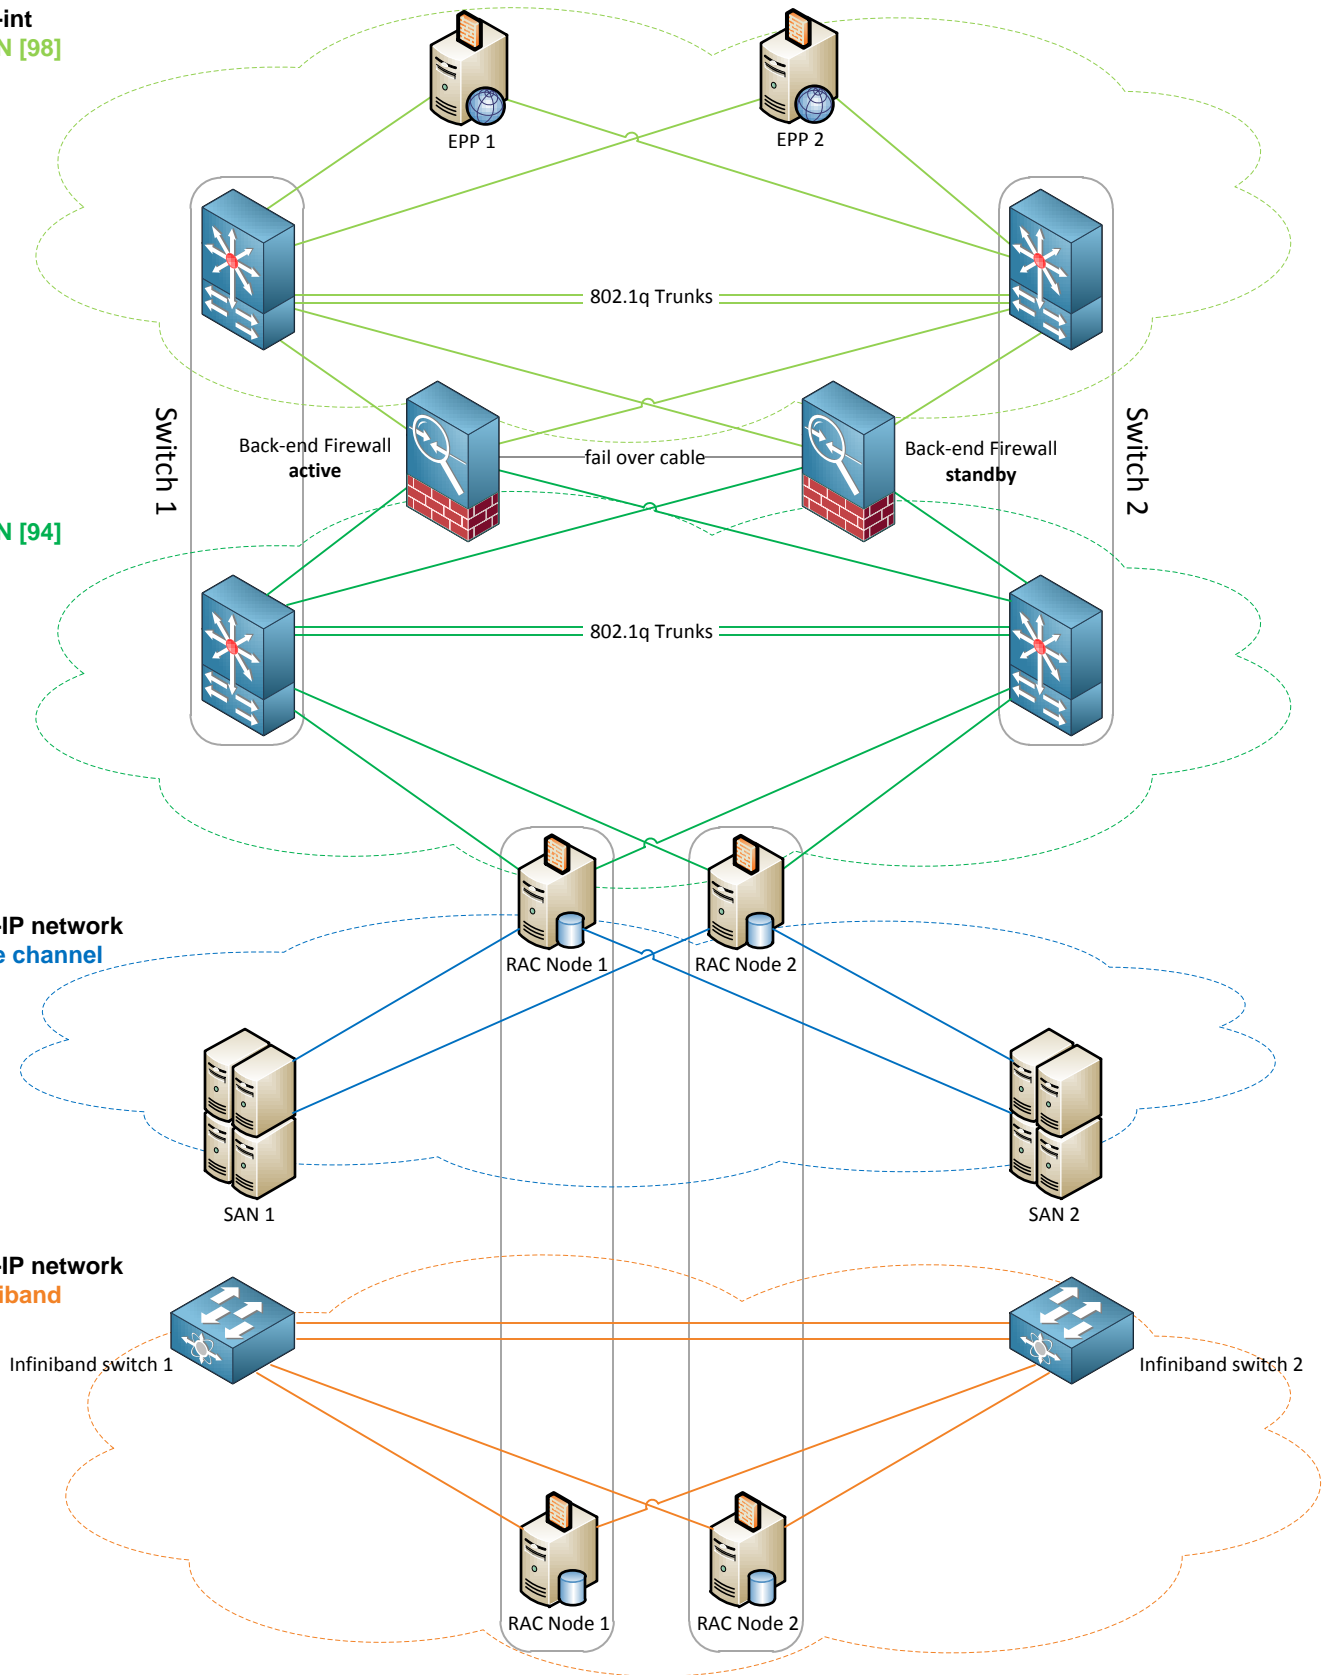 -int
N [98]
EPP 1
EPP 2
802.1q Trunks
Switch 1
Switch 2
Back-end Firewall
active
fail over cable
Back-end Firewall
standby
N [94]
802.1q Trunks
-IP network
e channel
RAC Node 1
RAC Node 2
SAN 1
SAN 2
-IP network
iband
Infiniband switch 1
Infiniband switch 2
RAC Node 1
RAC Node 2